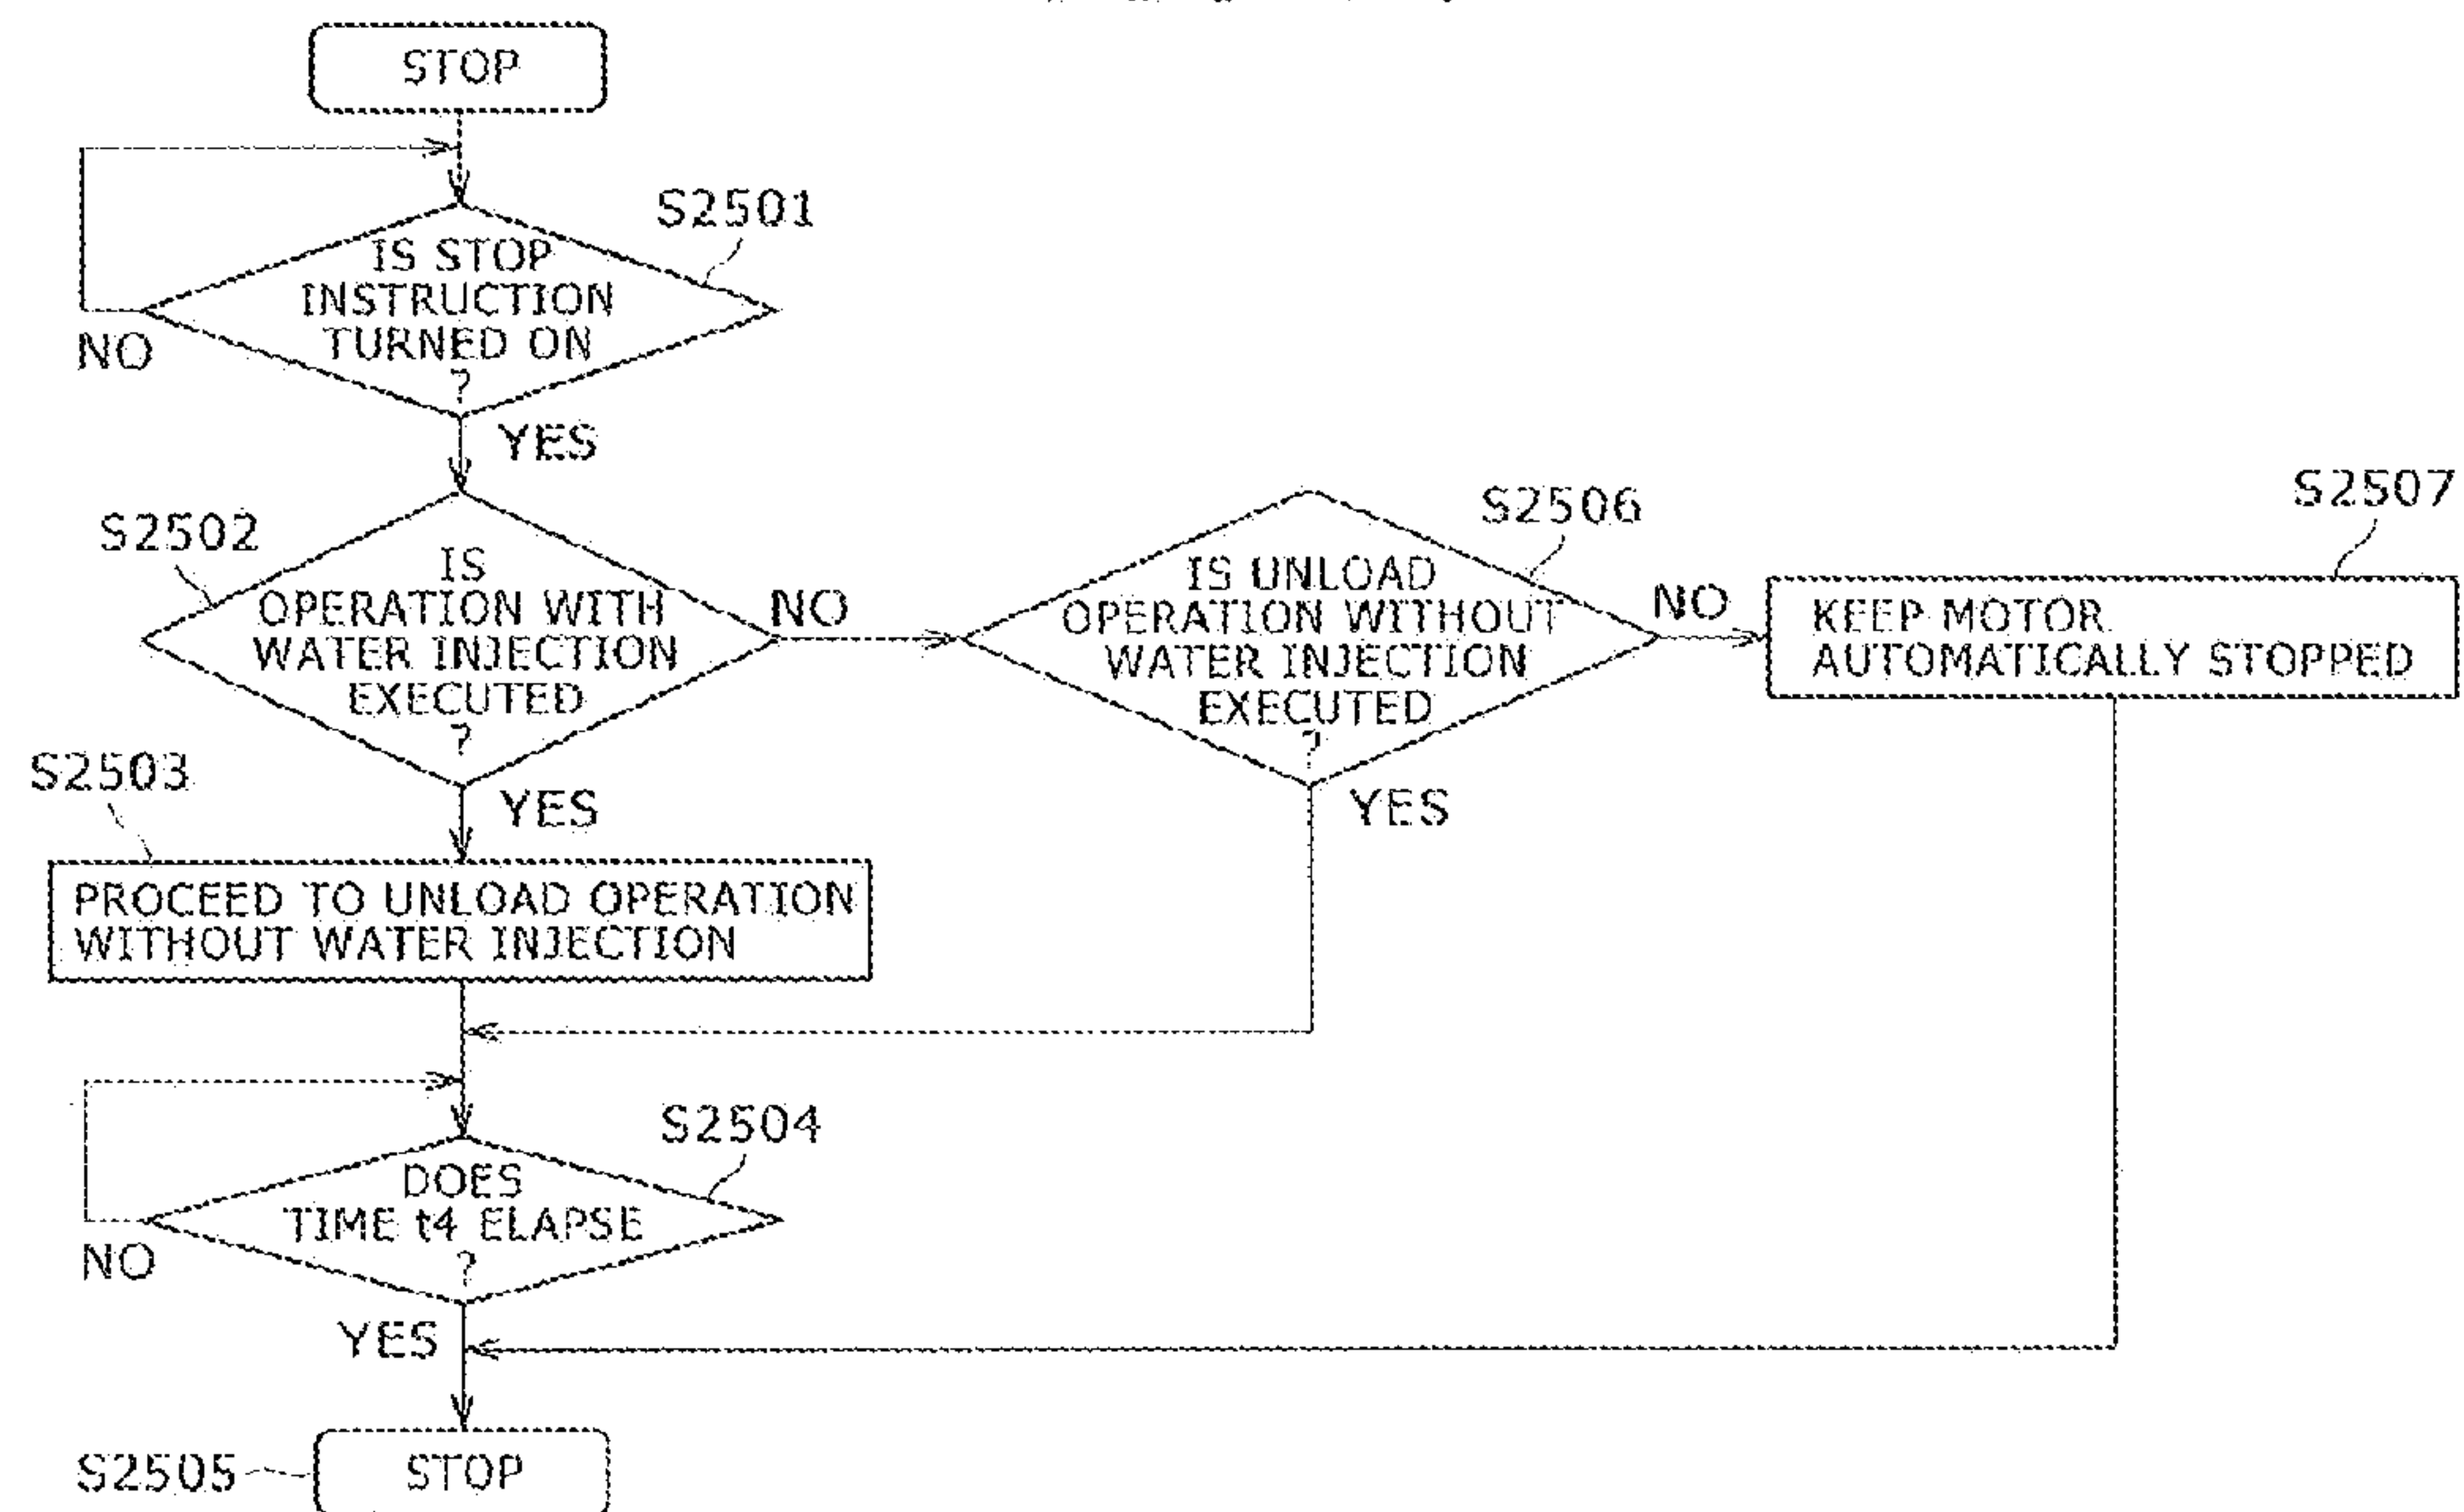 STOP
S2501
IS STOP
INSTRUCTION
TURNED ON
?
NO
YES
S2502
IS
OPERATION WITH
WATER INJECTION
EXECUTED
?
NO
S2506
IS UNLOAD
OPERATION WITHOUT
WATER INJECTION
EXECUTED
?
NO
S2507
KEEP MOTOR
AUTOMATICALLY STOPPED
YES
YES
S2503
PROCEED TO UNLOAD OPERATION
WITHOUT WATER INJECTION
S2504
DOES
TIME t4 ELAPSE
?
NO
YES
S2505
STOP